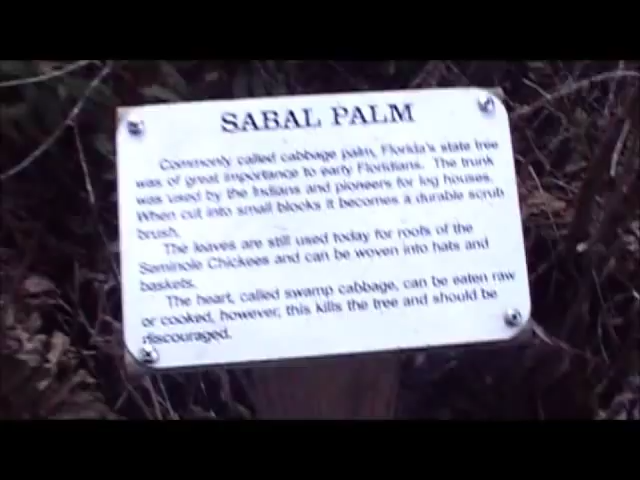 SABAL PALM
Commonly called cabbage palm, Florida's state tree
was of great importance to early Floridians. The trunk
was used by the Indians and pioneers for log houses.
When cut into small blocks it becomes a durable scrub
brush.
The leaves are still used today for roofs of the
Seminole Chickees and can be woven into hats and
baskets.
The heart, called swamp cabbage, can be eaten raw
or cooked, however, this kills the tree and should be
discouraged.